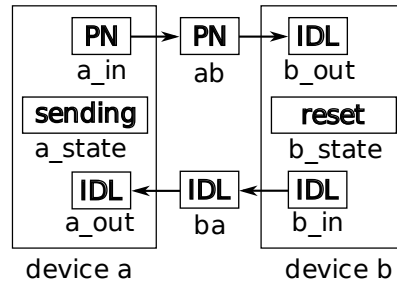 PN PN IDL
a_in ab b_out
sending reset
a_state b_state
IDL IDL IDL
a_out ba b_in
device a device b